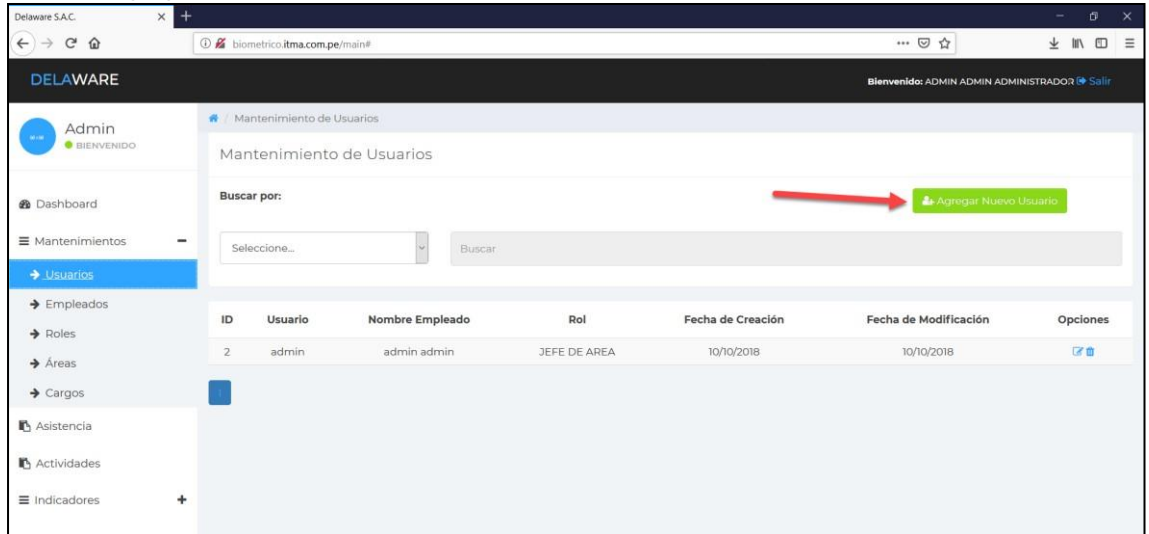 Delaware S.A.C.
biometrico.itma.com.pe/main#
DELAWARE
Bienvenido: ADMIN ADMIN ADMINISTRADOR Salir
Admin
BIENVENIDO
/ Mantenimiento de Usuarios
Mantenimiento de Usuarios
Buscar por:
Agregar Nuevo Usuario
Seleccione...
Buscar
Dashboard
Mantenimientos
Usuarios
Empleados
Roles
Áreas
Cargos
Asistencia
Actividades
Indicadores
ID Usuario Nombre Empleado Rol Fecha de Creación Fecha de Modificación Opciones
2 admin admin admin JEFE DE AREA 10/10/2018 10/10/2018
1